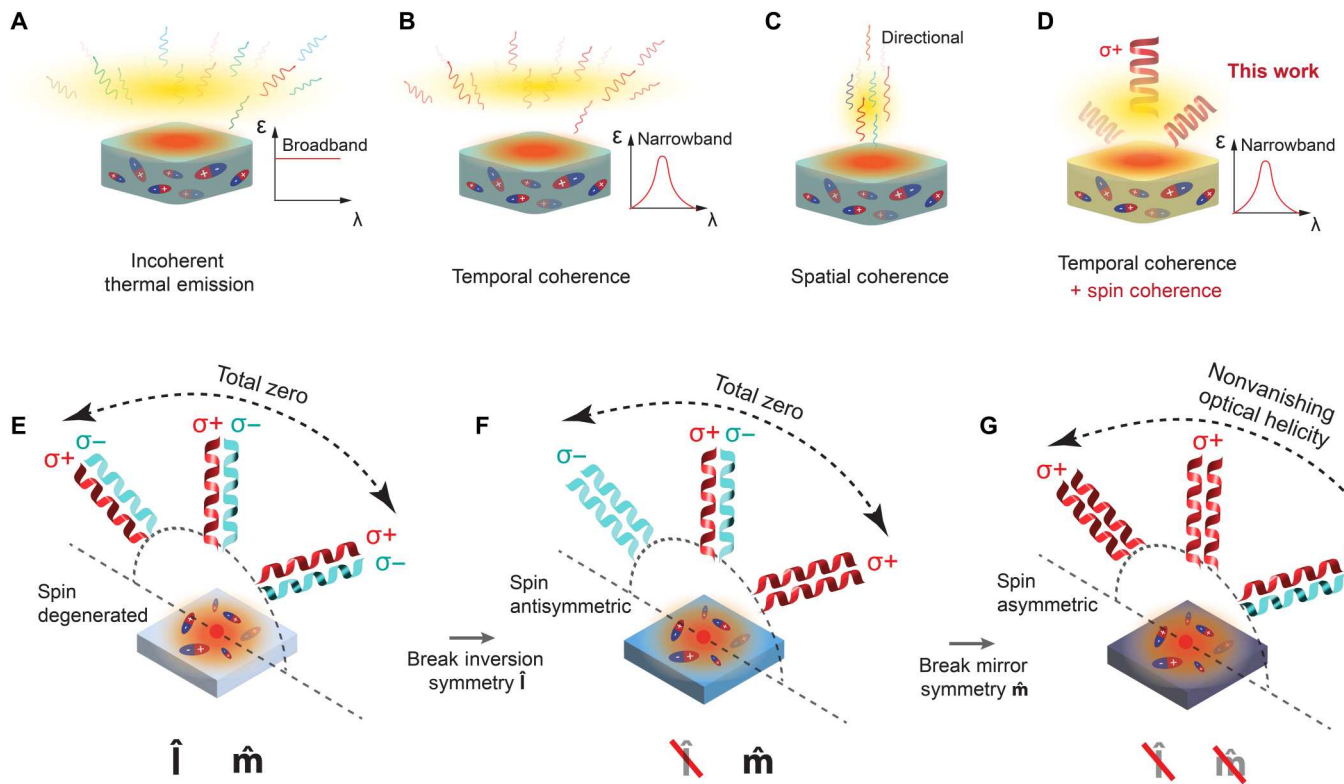 A
ε
Broadband
λ
Incoherent
thermal emission
B
ε
Narrowband
λ
Temporal coherence
C
Directional
Spatial coherence
D
σ+
This work
ε
Narrowband
λ
Temporal coherence
+ spin coherence
E
Total zero
σ+
σ−
σ+
σ−
σ+
σ−
Spin
degenerated
Î m̂
Break inversion
symmetry Î
F
Total zero
σ−
σ+
σ−
σ+
Spin
antisymmetric
Î m̂
Break mirror
symmetry m̂
G
Nonvanishing
optical helicity
σ+
σ+
Spin
asymmetric
Î m̂